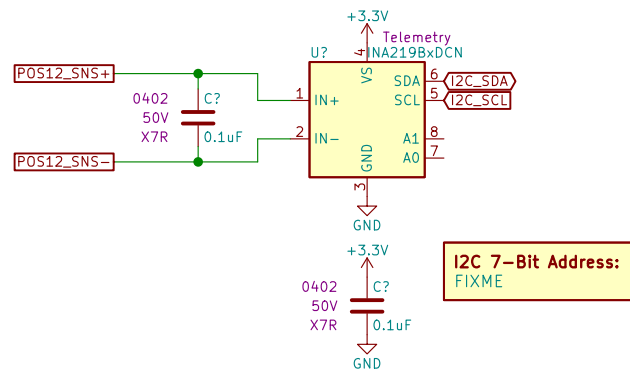 +3.3V
Telemetry
U?
INA219BxDCN
4
VS
POS12_SNS+
6
SDA
I2C_SDA
0402
C?
1
IN+
5
SCL
I2C_SCL
50V
X7R
0.1uF
2
IN-
A1
8
POS12_SNS-
GND
A0
7
3
GND
+3.3V
I2C 7-Bit Address:
FIXME
0402
C?
50V
X7R
0.1uF
GND